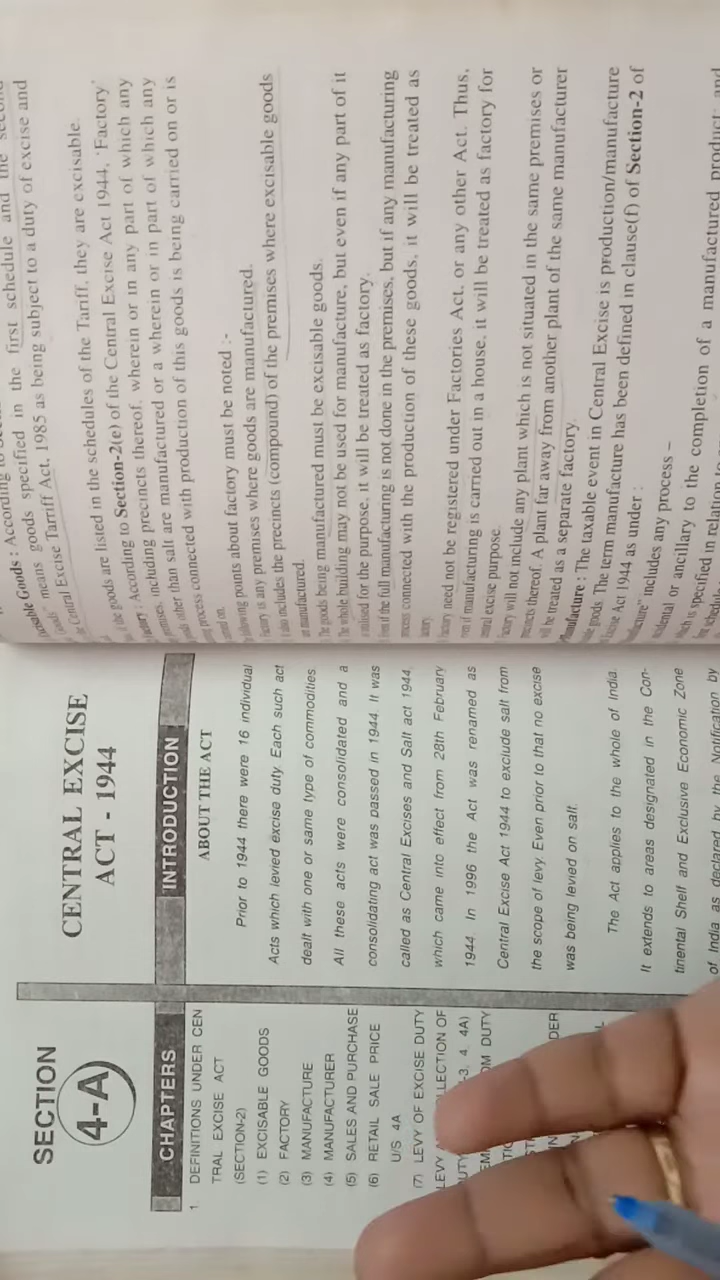 SECTION
4-A
CENTRAL EXCISE
ACT - 1944
CHAPTERS
1. DEFINITIONS UNDER CEN
TRAL EXCISE ACT
(SECTION-2)
(1) EXCISABLE GOODS
(2) FACTORY
(3) MANUFACTURE
(4) MANUFACTURER
(5) SALES AND PURCHASE
(6) RETAIL SALE PRICE
U/S 4A
(7) LEVY OF EXCISE DUTY
LEVY
-3, 4, 4A)
DUTY
INTRODUCTION
ABOUT THE ACT
Prior to 1944 there were 16 individual
Acts which levied excise duty. Each such act
dealt with one or same type of commodities.
All these acts were consolidated and a
consolidating act was passed in 1944. It was
called as Central Excises and Salt act 1944,
which came into effect from 28th February
1944. In 1996 the Act was renamed as
Central Excise Act 1944 to exclude salt from
the scope of levy. Even prior to that no excise
was being levied on salt.
The Act applies to the whole of India.
It extends to areas designated in the Con-
tinental Shelf and Exclusive Economic Zone
of India as declared by the Notification by
Goods : According to
means goods specified in the first schedule and the second
Central Excise Tarriff Act, 1985 as being subject to a duty of excise and
the goods are listed in the schedules of the Tariff, they are excisable.
: According to Section-2(e) of the Central Excise Act 1944, 'Factory'
including precincts thereof, wherein or in any part of which any
other than salt are manufactured or a wherein or in part of which any
process connected with production of this goods is being carried on or is
points about factory must be noted :-
is any premises where goods are manufactured.
also includes the precincts (compound) of the premises where excisable goods
manufactured.
goods being manufactured must be excisable goods.
whole building may not be used for manufacture, but even if any part of it
for the purpose, it will be treated as factory.
if the full manufacturing is not done in the premises, but if any manufacturing
connected with the production of these goods, it will be treated as
need not be registered under Factories Act, or any other Act. Thus,
if manufacturing is carried out in a house, it will be treated as factory for
excise purpose.
will not include any plant which is not situated in the same premises or
thereof. A plant far away from another plant of the same manufacturer
be treated as a separate factory.
Manufacture : The taxable event in Central Excise is production/manufacture
goods The term manufacture has been defined in clause(f) of Section-2 of
Act 1944 as under :
includes any process –
or ancillary to the completion of a manufactured product; and
is specified in relation to